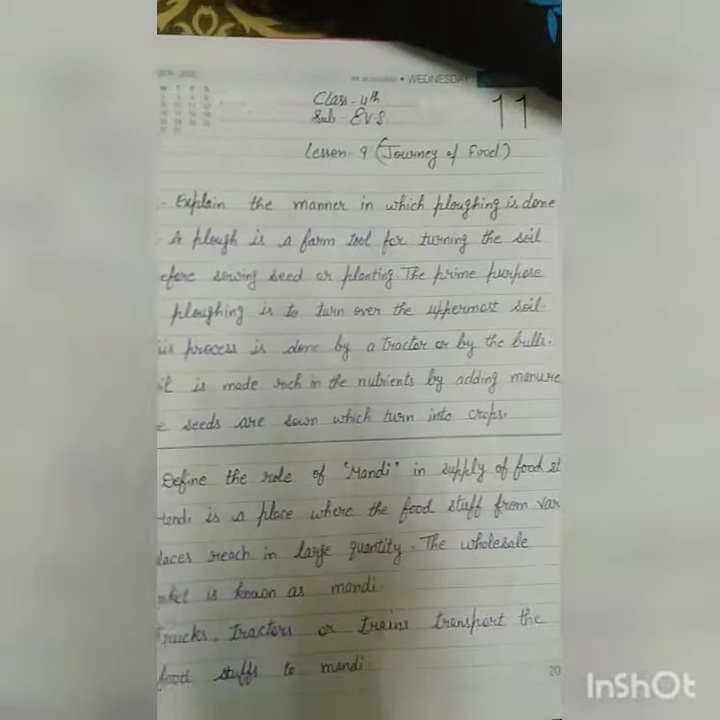 • WEDNESDAY
11
Class - 4th
Sub - EVS
Lesson - 9 (Journey of Food)
Explain the manner in which ploughing is done
A plough is a farm tool for turning the soil
efore sowing seed or planting. The prime purpose
ploughing is to turn over the uppermost soil.
is process is done by a tractor or by the bulls.
il is made rich in the nutrients by adding manure
e seeds are sown which turn into crops.
Define the role of "Mandi" in supply of food st
is a place where the food stuff from var
laces reach in large quantity. The wholesale
ket is known as mandi.
Trucks, tractors or trains transport the
food stuffs to mandi
20
InShOt